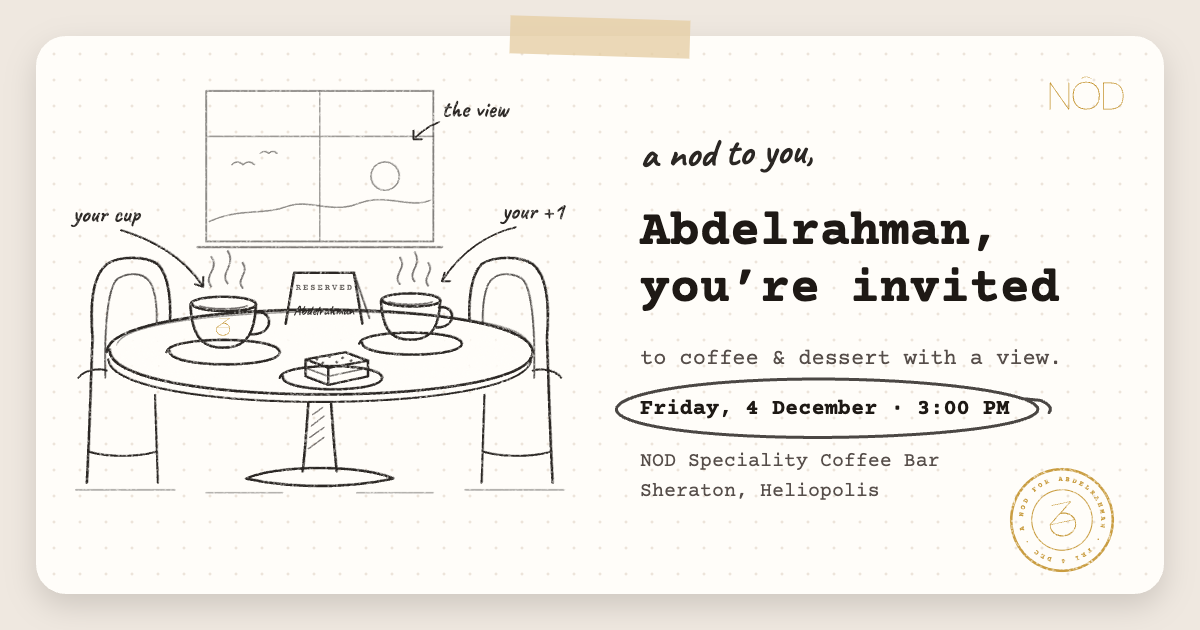 NOD
the view
a nod to you,
your cup
your +1
Abdelrahman,
you're invited
RESERVED
Abdelrahman
to coffee & dessert with a view.
Friday, 4 December · 3:00 PM
NOD Speciality Coffee Bar
Sheraton, Heliopolis
A NOD FOR ABDELRAHMAN · FRI 4 DEC ·